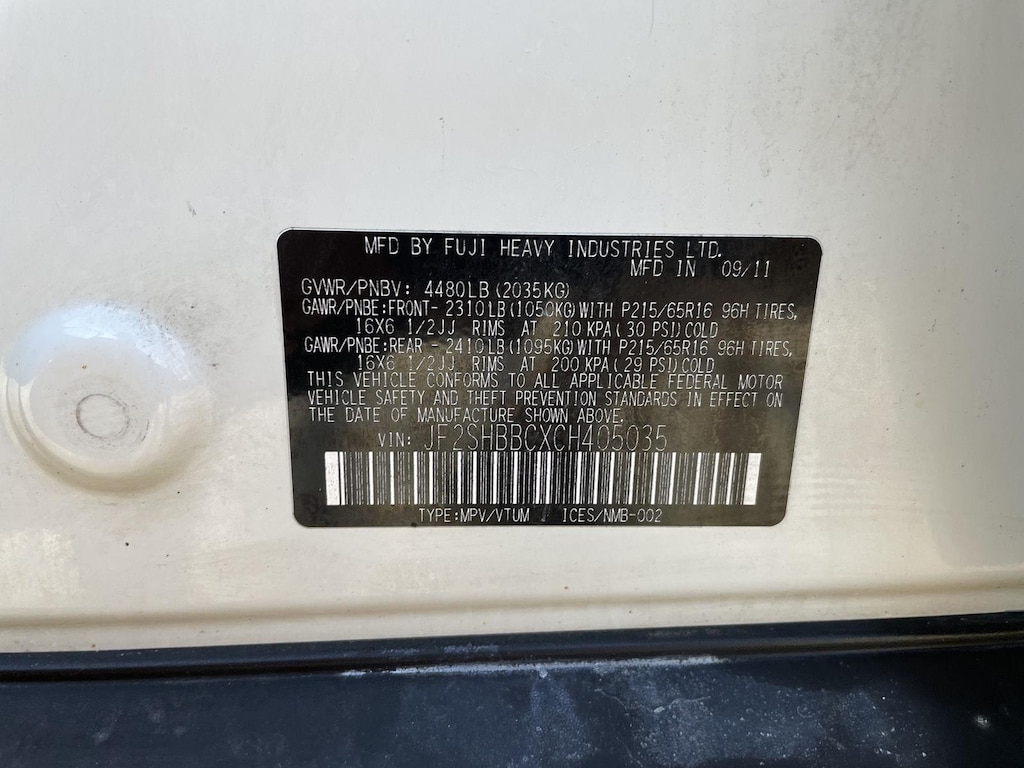 MFD BY FUJI HEAVY INDUSTRIES LTD.
MFD IN 09/11
GVWR/PNBV: 4480LB(2035KG)
GAWR/PNBE:FRONT- 2310LB(1050KG)WITH P215/65R16 96H TIRES,
16X6 1/2JJ RIMS AT 210 KPA( 30 PSI)COLD
GAWR/PNBE:REAR - 2410LB(1095KG)WITH P215/65R16 96H TIRES,
16X6 1/2JJ RIMS AT 200 KPA(29 PSI)COLD
THIS VEHICLE CONFORMS TO ALL APPLICABLE FEDERAL MOTOR
VEHICLE SAFETY AND THEFT PREVENTION STANDARDS IN EFFECT ON
THE DATE OF MANUFACTURE SHOWN ABOVE.
VIN: JF2SHBBCXCH405035
TYPE:MPV/VTUM / ICES/NMB-002